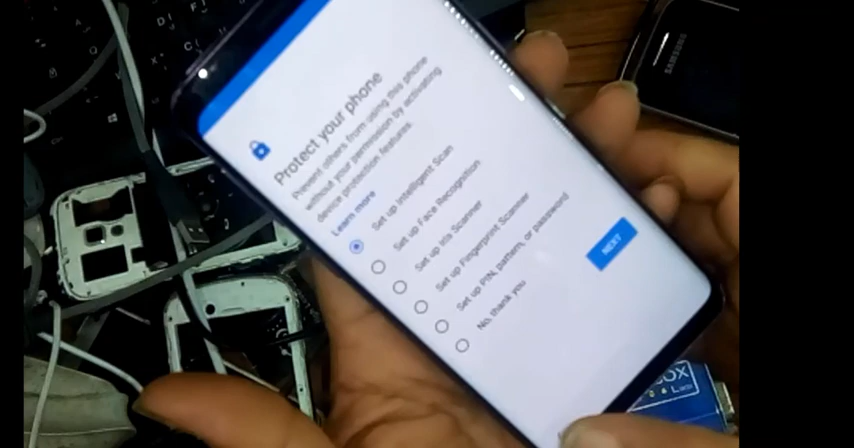 Protect your phone
Prevent others from using this phone
without your permission by activating
device protection features.
Learn more
Set up Intelligent Scan
Set up Face Recognition
Set up Iris Scanner
Set up Fingerprint Scanner
Set up PIN, pattern, or password
No, thank you
NEXT
SAMSUNG
OX